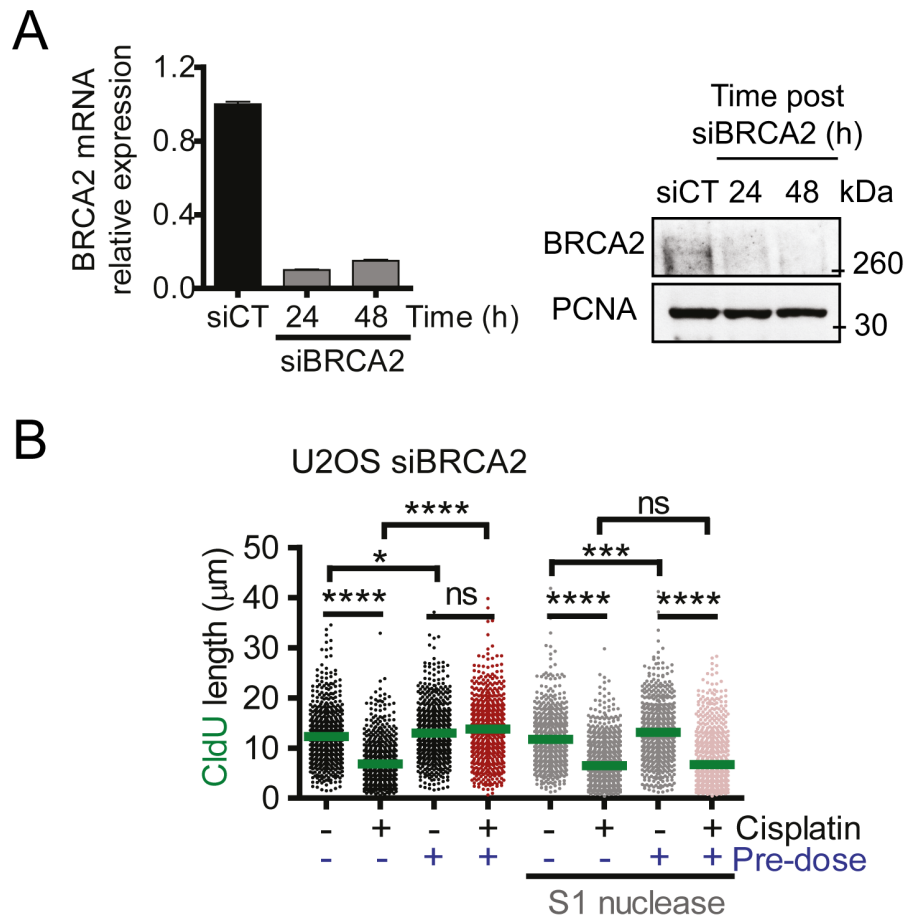 A
BRCA2 mRNA
relative expression
1.2
0.8
0.4
0.0
siCT 24 48 Time (h)
siBRCA2
Time post
siBRCA2 (h)
siCT 24 48 kDa
BRCA2
260
PCNA
30
B
U2OS siBRCA2
CldU length (μm)
50
40
30
20
10
0
**** ns
* ***
**** ns **** ****
- + - + - + - + Cisplatin
- - + + - - + + Pre-dose
S1 nuclease